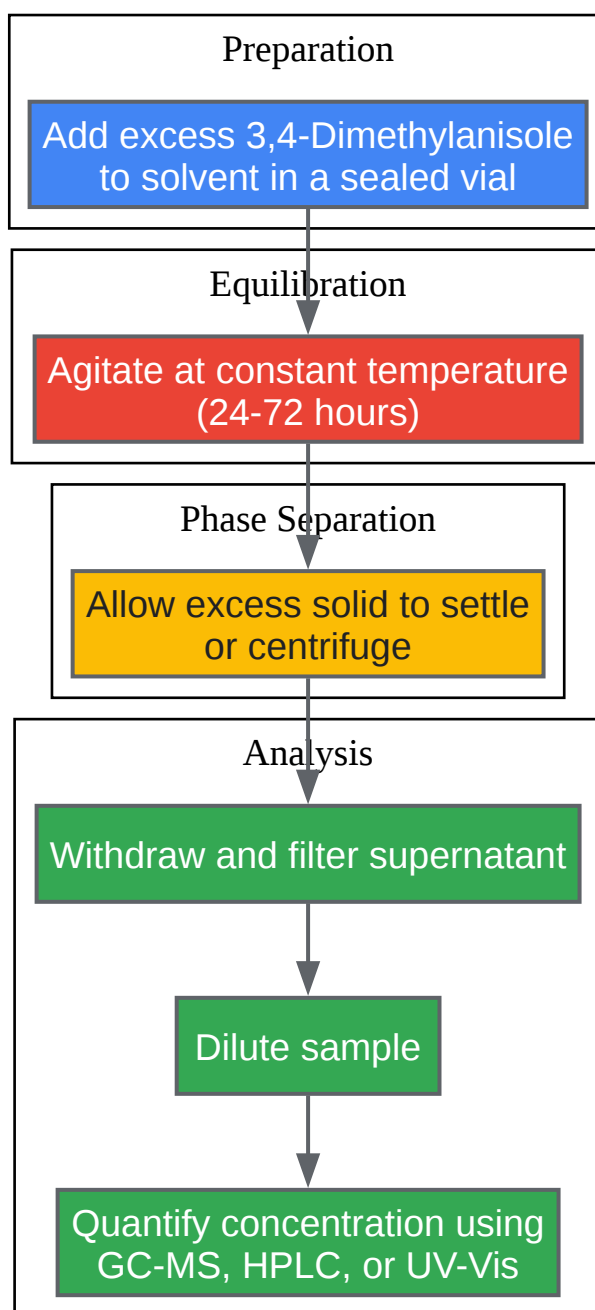 Preparation
Add excess 3,4-Dimethylanisole
to solvent in a sealed vial
Equilibration
Agitate at constant temperature
(24-72 hours)
Phase Separation
Allow excess solid to settle
or centrifuge
Analysis
Withdraw and filter supernatant
Dilute sample
Quantify concentration using
GC-MS, HPLC, or UV-Vis